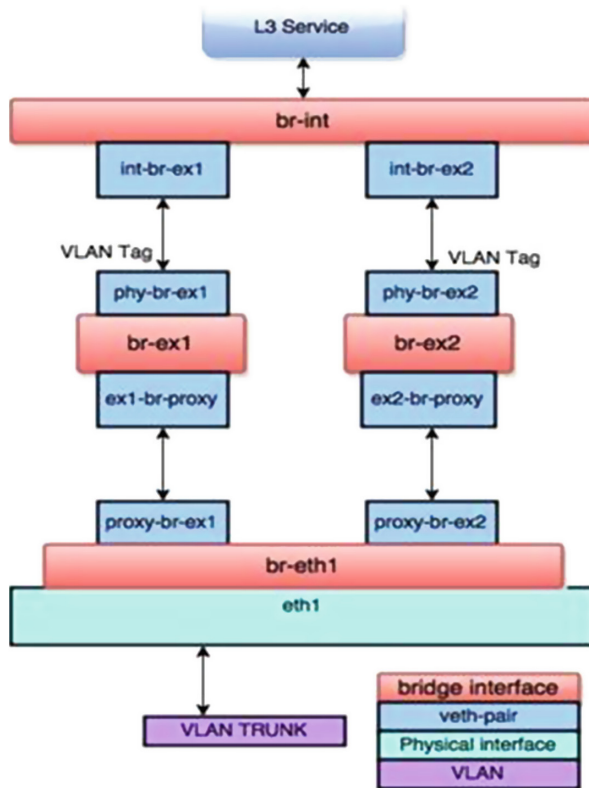 L3 Service
br-int
int-br-ex1
int-br-ex2
VLAN Tag
VLAN Tag
phy-br-ex1
phy-br-ex2
br-ex1
br-ex2
ex1-br-proxy
ex2-br-proxy
proxy-br-ex1
proxy-br-ex2
br-eth1
eth1
VLAN TRUNK
bridge interface
veth-pair
Physical interface
VLAN